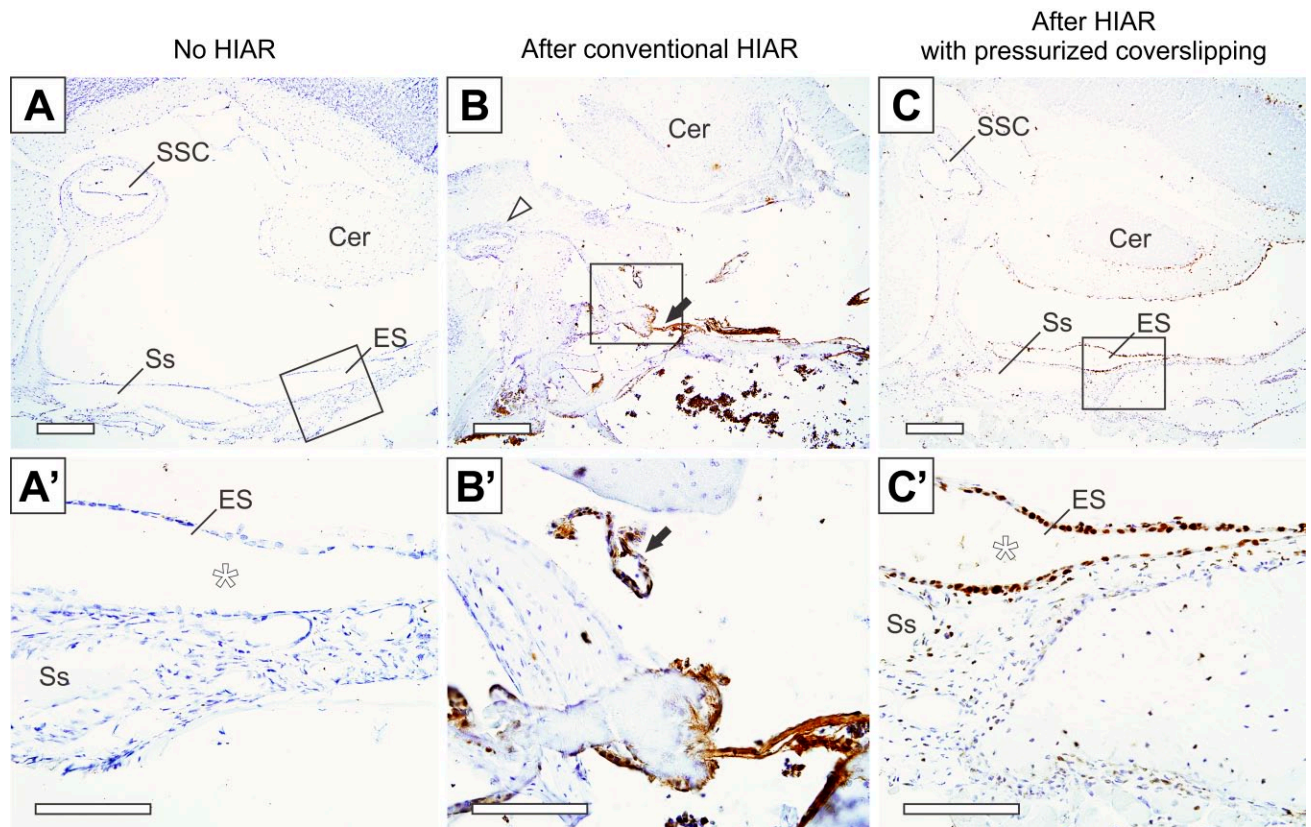 No HIAR
After conventional HIAR
After HIAR
with pressurized coverslipping
A
SSC
Cer
Ss
ES
B
Cer
C
SSC
Cer
Ss
ES
A'
ES
Ss
B'
C'
ES
Ss